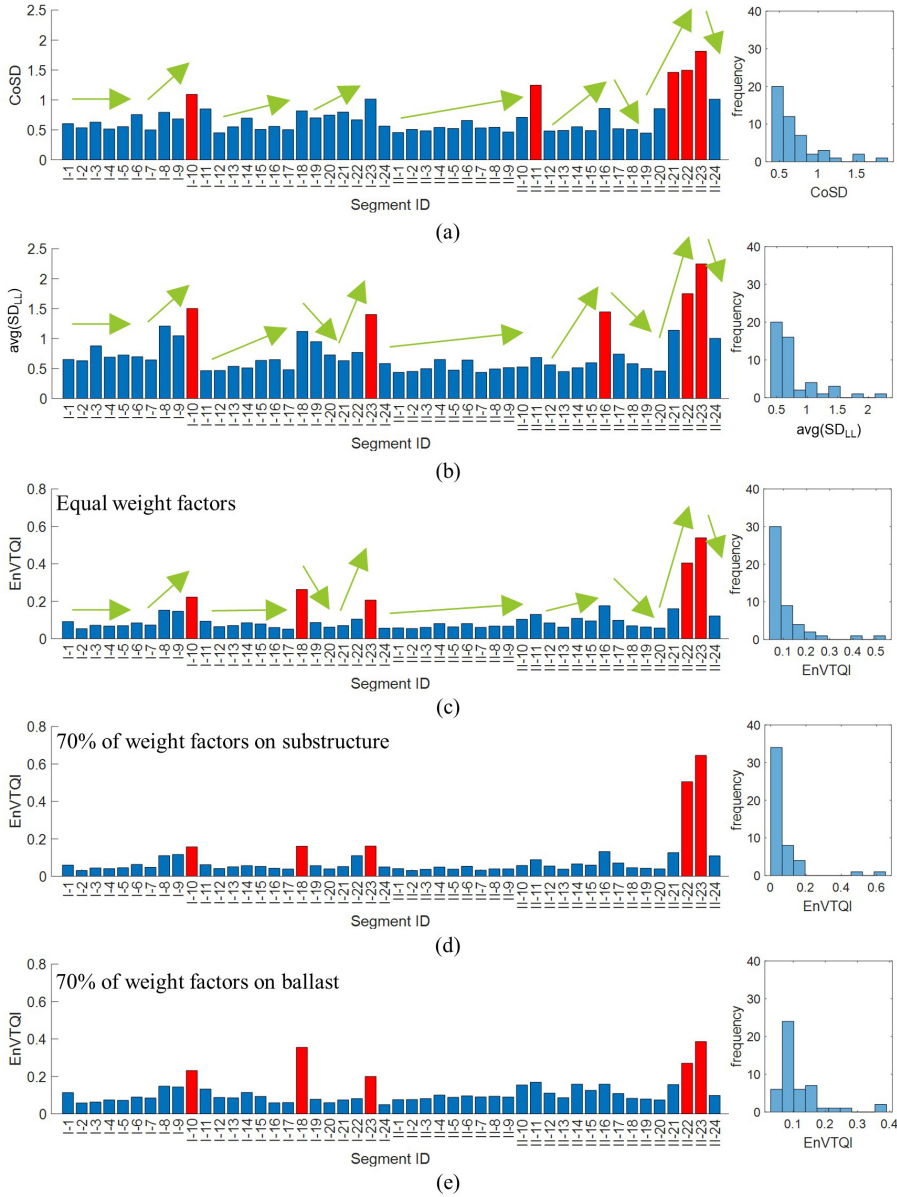 2.5
2
1.5
1
0.5
0
CoSD
I-1 I-2 I-3 I-4 I-5 I-6 I-7 I-8 I-9 I-10 I-11 I-12 I-13 I-14 I-15 I-16 I-17 I-18 I-19 I-20 I-21 I-22 I-23 I-24 II-1 II-2 II-3 II-4 II-5 II-6 II-7 II-8 II-9 II-10 II-11 II-12 II-13 II-14 II-15 II-16 II-17 II-18 II-19 II-20 II-21 II-22 II-23 II-24
Segment ID
40
30
20
10
0
frequency
0.5 1 1.5
CoSD
(a)
2.5
2
1.5
1
0.5
0
avg(SD_LL)
I-1 I-2 I-3 I-4 I-5 I-6 I-7 I-8 I-9 I-10 I-11 I-12 I-13 I-14 I-15 I-16 I-17 I-18 I-19 I-20 I-21 I-22 I-23 I-24 II-1 II-2 II-3 II-4 II-5 II-6 II-7 II-8 II-9 II-10 II-11 II-12 II-13 II-14 II-15 II-16 II-17 II-18 II-19 II-20 II-21 II-22 II-23 II-24
Segment ID
40
30
20
10
0
frequency
0.5 1 1.5 2
avg(SD_LL)
(b)
Equal weight factors
0.8
0.6
0.4
0.2
0
EnVTQI
I-1 I-2 I-3 I-4 I-5 I-6 I-7 I-8 I-9 I-10 I-11 I-12 I-13 I-14 I-15 I-16 I-17 I-18 I-19 I-20 I-21 I-22 I-23 I-24 II-1 II-2 II-3 II-4 II-5 II-6 II-7 II-8 II-9 II-10 II-11 II-12 II-13 II-14 II-15 II-16 II-17 II-18 II-19 II-20 II-21 II-22 II-23 II-24
Segment ID
40
30
20
10
0
frequency
0.1 0.2 0.3 0.4 0.5
EnVTQI
(c)
70% of weight factors on substructure
0.8
0.6
0.4
0.2
0
EnVTQI
I-1 I-2 I-3 I-4 I-5 I-6 I-7 I-8 I-9 I-10 I-11 I-12 I-13 I-14 I-15 I-16 I-17 I-18 I-19 I-20 I-21 I-22 I-23 I-24 II-1 II-2 II-3 II-4 II-5 II-6 II-7 II-8 II-9 II-10 II-11 II-12 II-13 II-14 II-15 II-16 II-17 II-18 II-19 II-20 II-21 II-22 II-23 II-24
Segment ID
40
30
20
10
0
frequency
0 0.2 0.4 0.6
EnVTQI
(d)
70% of weight factors on ballast
0.8
0.6
0.4
0.2
0
EnVTQI
I-1 I-2 I-3 I-4 I-5 I-6 I-7 I-8 I-9 I-10 I-11 I-12 I-13 I-14 I-15 I-16 I-17 I-18 I-19 I-20 I-21 I-22 I-23 I-24 II-1 II-2 II-3 II-4 II-5 II-6 II-7 II-8 II-9 II-10 II-11 II-12 II-13 II-14 II-15 II-16 II-17 II-18 II-19 II-20 II-21 II-22 II-23 II-24
Segment ID
40
30
20
10
0
frequency
0.1 0.2 0.3 0.4
EnVTQI
(e)